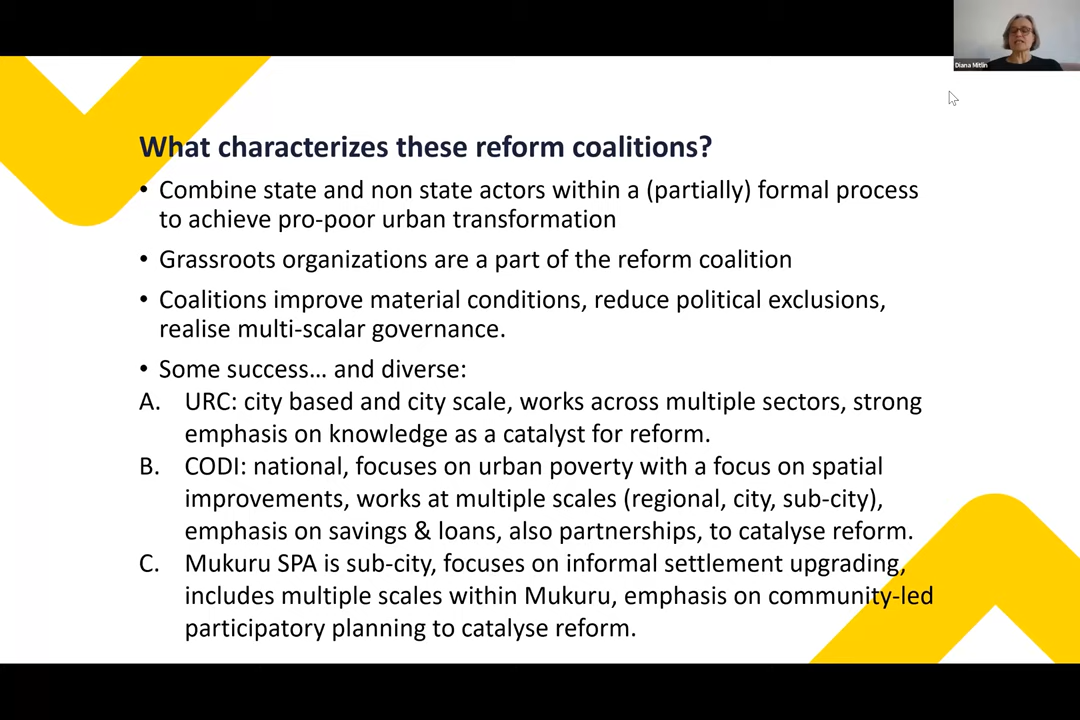 Diana Mitlin
What characterizes these reform coalitions?
• Combine state and non state actors within a (partially) formal process
to achieve pro-poor urban transformation
• Grassroots organizations are a part of the reform coalition
• Coalitions improve material conditions, reduce political exclusions,
realise multi-scalar governance.
• Some success… and diverse:
A. URC: city based and city scale, works across multiple sectors, strong
emphasis on knowledge as a catalyst for reform.
B. CODI: national, focuses on urban poverty with a focus on spatial
improvements, works at multiple scales (regional, city, sub-city),
emphasis on savings & loans, also partnerships, to catalyse reform.
C. Mukuru SPA is sub-city, focuses on informal settlement upgrading,
includes multiple scales within Mukuru, emphasis on community-led
participatory planning to catalyse reform.